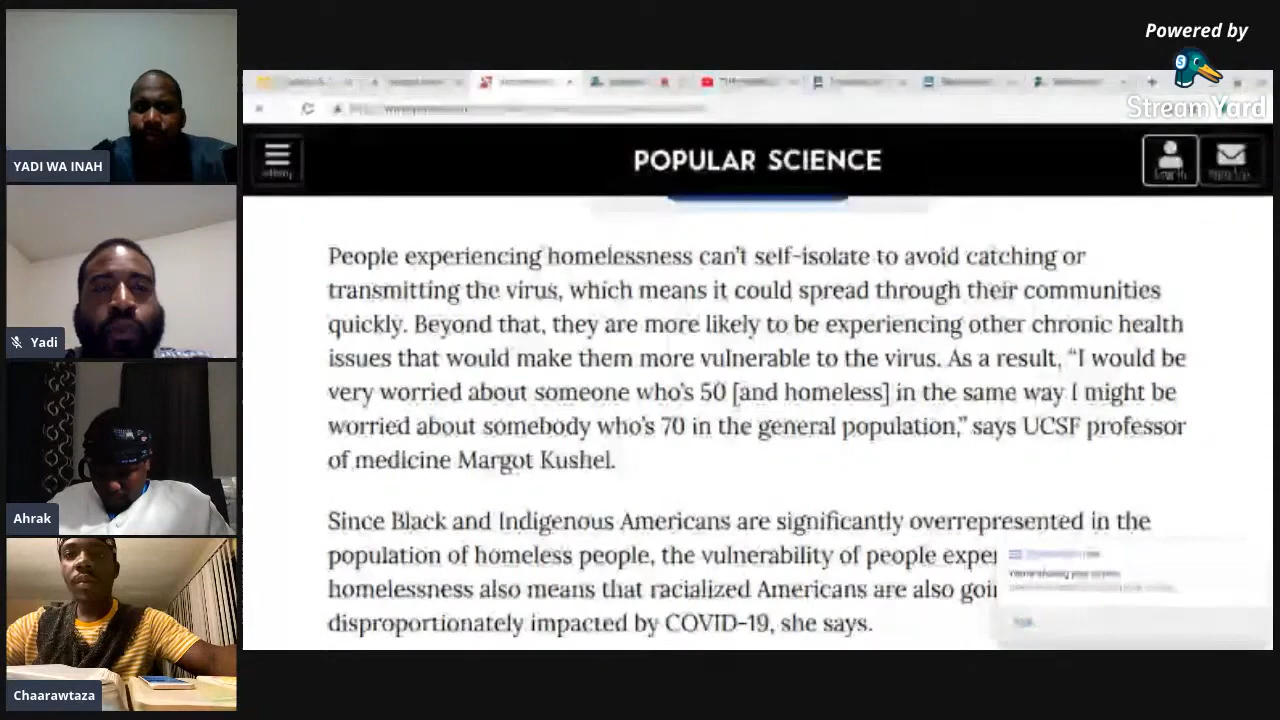 YADI WA INAH
Yadi
Ahrak
Chaarawtaza
Powered by
StreamYard
POPULAR SCIENCE
People experiencing homelessness can't self-isolate to avoid catching or
transmitting the virus, which means it could spread through their communities
quickly. Beyond that, they are more likely to be experiencing other chronic health
issues that would make them more vulnerable to the virus. As a result, “I would be
very worried about someone who's 50 [and homeless] in the same way I might be
worried about somebody who's 70 in the general population,” says UCSF professor
of medicine Margot Kushel.
Since Black and Indigenous Americans are significantly overrepresented in the
population of homeless people, the vulnerability of people exper
homelessness also means that racialized Americans are also goin
disproportionately impacted by COVID-19, she says.